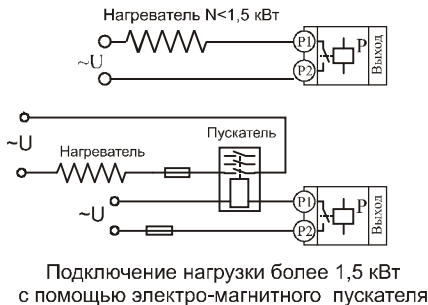 Нагреватель N<1,5 кВт
~U
P1
P2
P
Выход
~U
Пускатель
Нагреватель
~U
P1
P2
P
Выход
Подключение нагрузки более 1,5 кВт
с помощью электро-магнитного пускателя